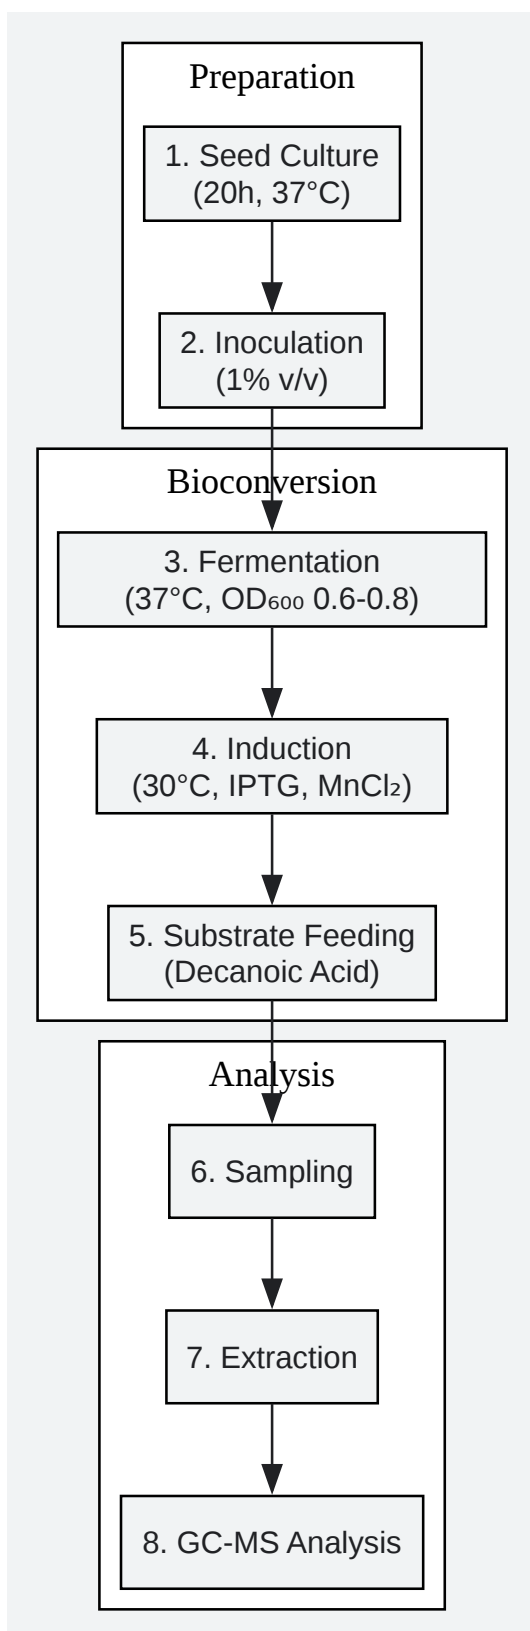 Preparation
1. Seed Culture
(20h, 37°C)
2. Inoculation
(1% v/v)
Bioconversion
3. Fermentation
(37°C, OD₆₀₀ 0.6-0.8)
4. Induction
(30°C, IPTG, MnCl₂)
5. Substrate Feeding
(Decanoic Acid)
Analysis
6. Sampling
7. Extraction
8. GC-MS Analysis